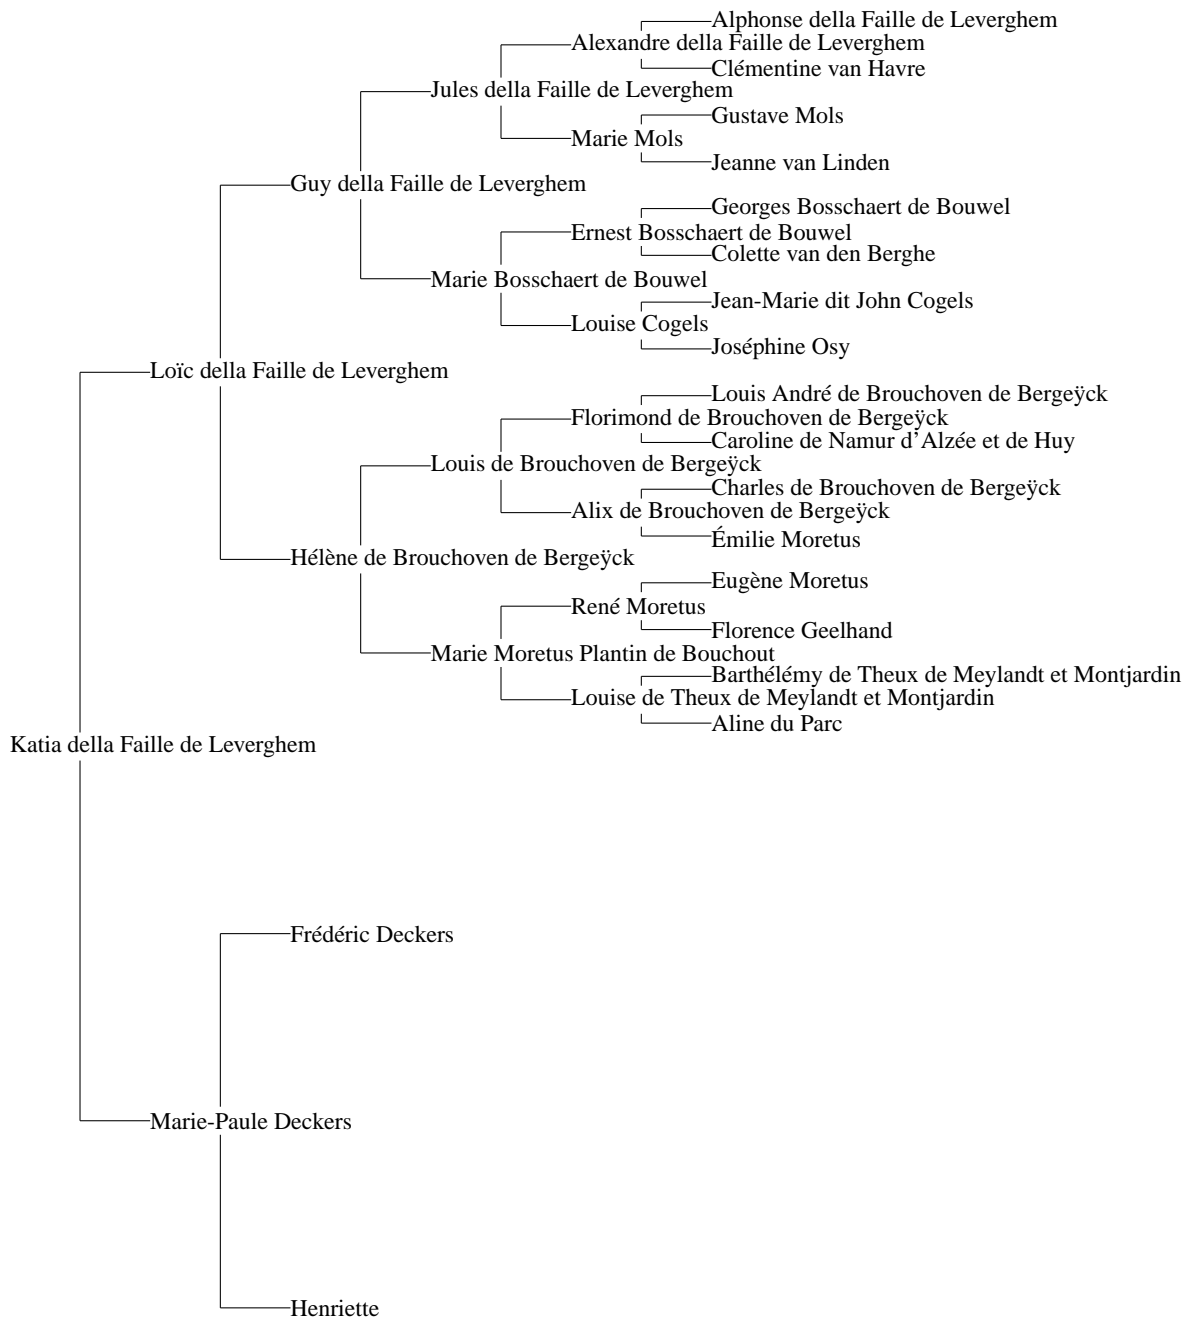 Alphonse della Faille de Leverghem
Alexandre della Faille de Leverghem
Clémentine van Havre
Jules della Faille de Leverghem
Gustave Mols
Marie Mols
Jeanne van Linden
Guy della Faille de Leverghem
Georges Bosschaert de Bouwel
Ernest Bosschaert de Bouwel
Colette van den Berghe
Marie Bosschaert de Bouwel
Jean-Marie dit John Cogels
Louise Cogels
Joséphine Osy
Loïc della Faille de Leverghem
Louis André de Brouchoven de Bergeÿck
Florimond de Brouchoven de Bergeÿck
Caroline de Namur d’Alzée et de Huy
Louis de Brouchoven de Bergeÿck
Charles de Brouchoven de Bergeÿck
Alix de Brouchoven de Bergeÿck
Émilie Moretus
Hélène de Brouchoven de Bergeÿck
Eugène Moretus
René Moretus
Florence Geelhand
Marie Moretus Plantin de Bouchout
Barthélémy de Theux de Meylandt et Montjardin
Louise de Theux de Meylandt et Montjardin
Aline du Parc
Katia della Faille de Leverghem
Frédéric Deckers
Marie-Paule Deckers
Henriette